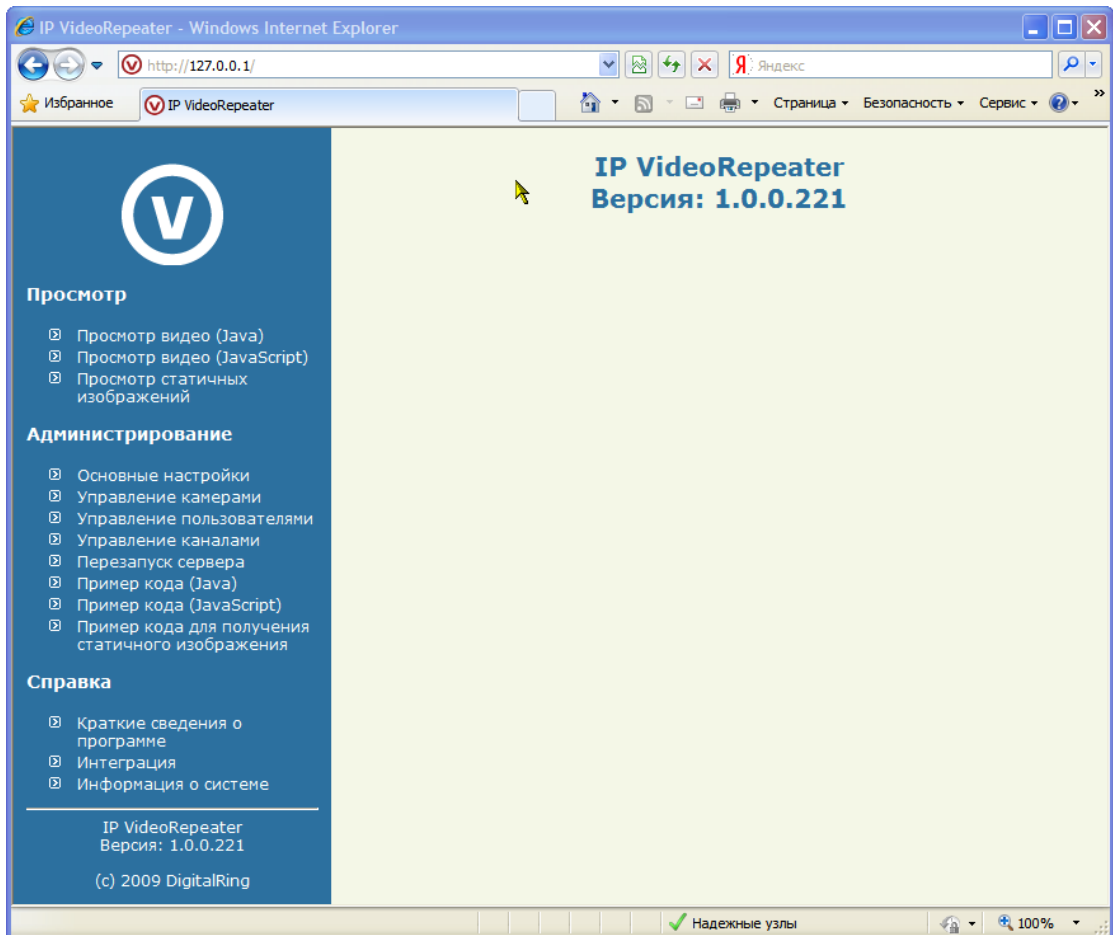 IP VideoRepeater - Windows Internet Explorer
http://127.0.0.1/
Яндекс
Избранное
IP VideoRepeater
Страница
Безопасность
Сервис
IP VideoRepeater
Версия: 1.0.0.221
V
Просмотр
Просмотр видео (Java)
Просмотр видео (JavaScript)
Просмотр статичных
изображений
Администрирование
Основные настройки
Управление камерами
Управление пользователями
Управление каналами
Перезапуск сервера
Пример кода (Java)
Пример кода (JavaScript)
Пример кода для получения
статичного изображения
Справка
Краткие сведения о
программе
Интеграция
Информация о системе
IP VideoRepeater
Версия: 1.0.0.221
(c) 2009 DigitalRing
Надежные узлы
100%